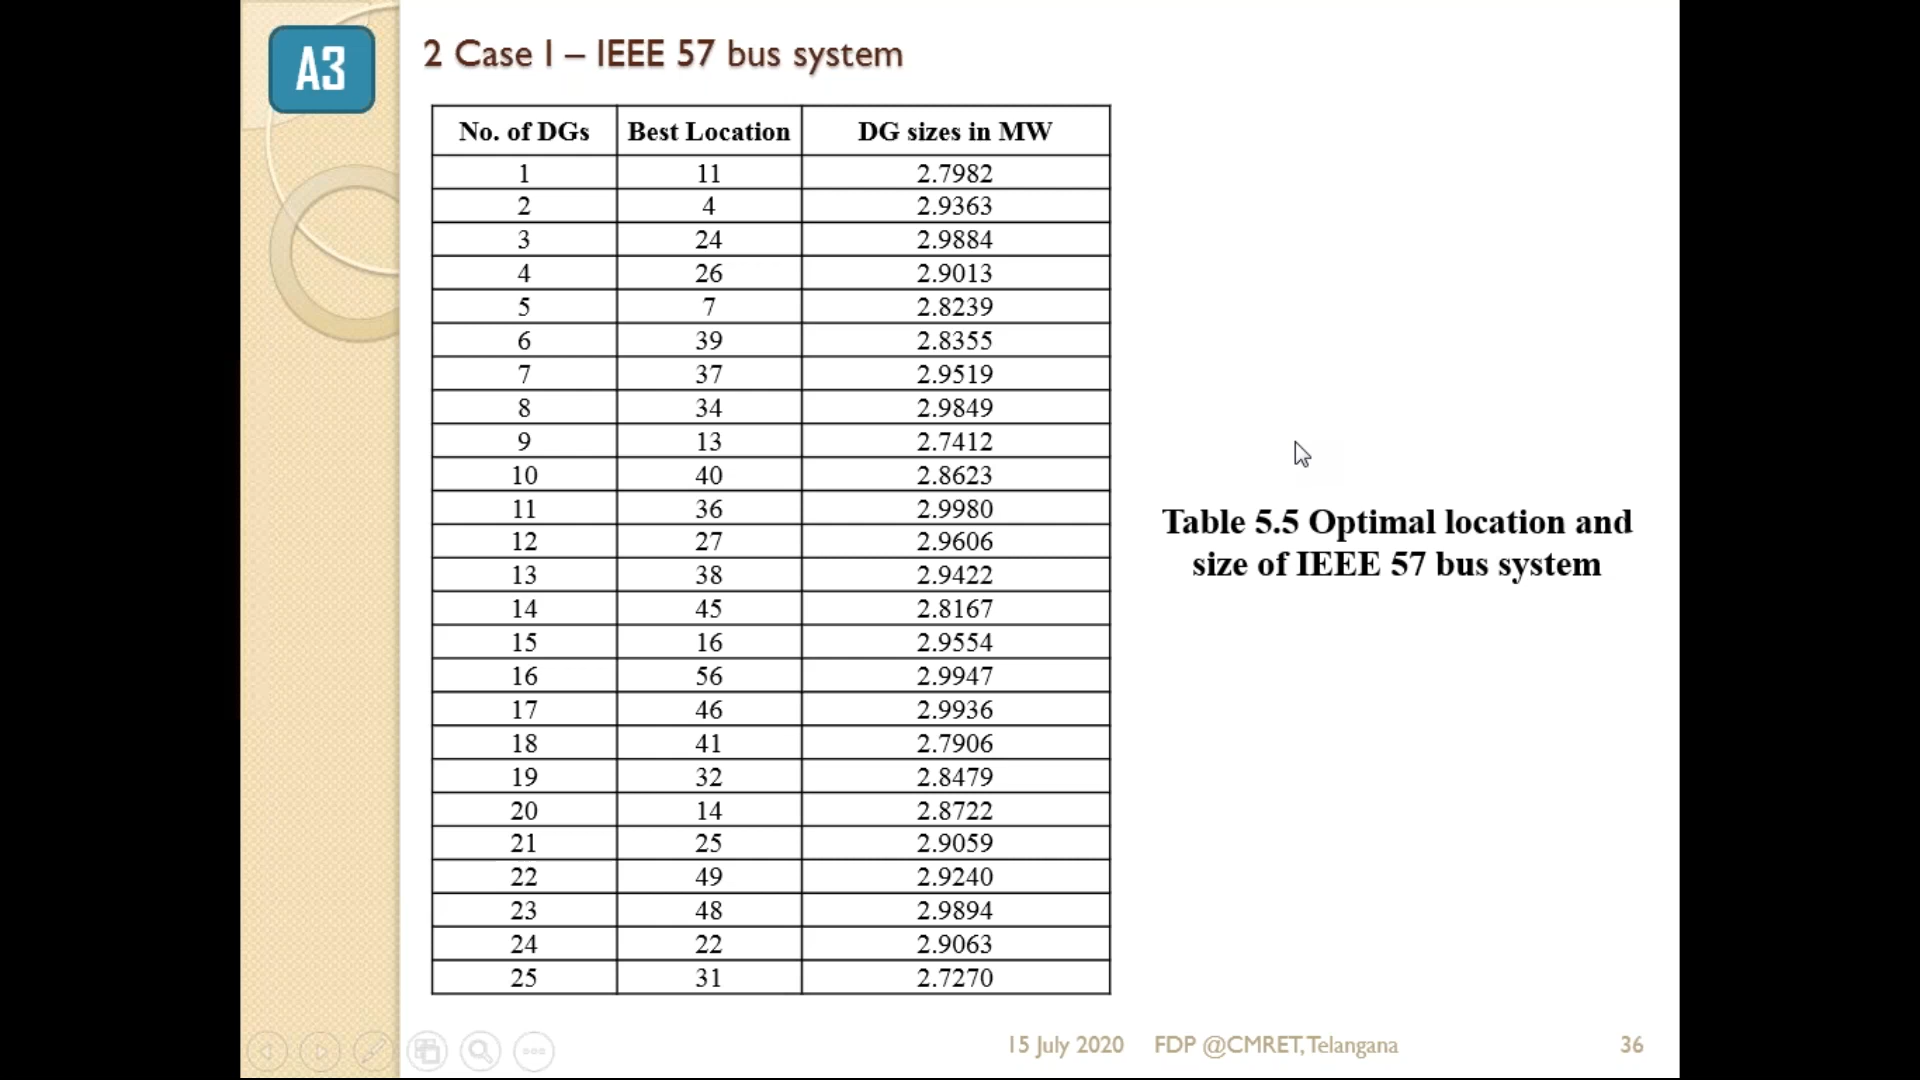 A3
2 Case I – IEEE 57 bus system
No. of DGs Best Location DG sizes in MW
1 11 2.7982
2 4 2.9363
3 24 2.9884
4 26 2.9013
5 7 2.8239
6 39 2.8355
7 37 2.9519
8 34 2.9849
9 13 2.7412
10 40 2.8623
11 36 2.9980
12 27 2.9606
13 38 2.9422
14 45 2.8167
15 16 2.9554
16 56 2.9947
17 46 2.9936
18 41 2.7906
19 32 2.8479
20 14 2.8722
21 25 2.9059
22 49 2.9240
23 48 2.9894
24 22 2.9063
25 31 2.7270
Table 5.5 Optimal location and
size of IEEE 57 bus system
15 July 2020 FDP @CMRET,Telangana 36